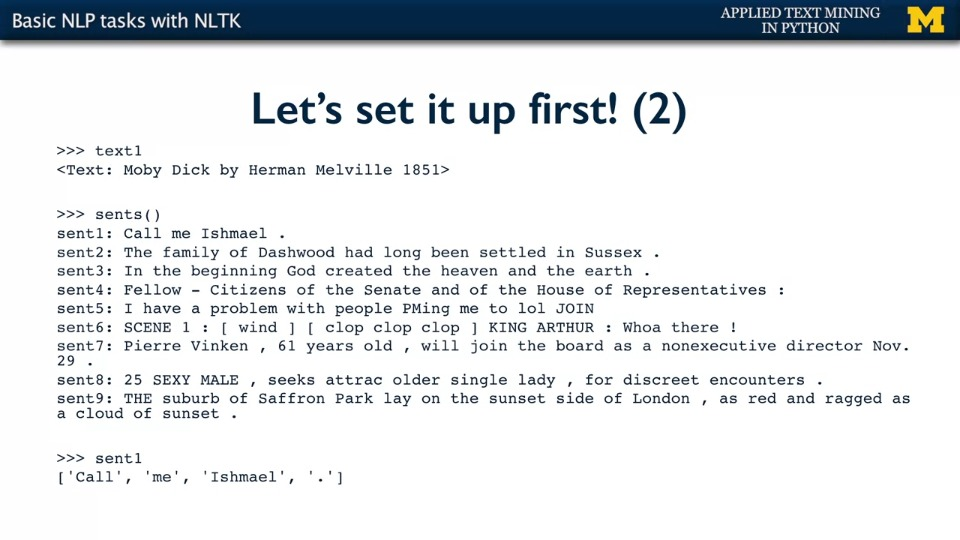 Basic NLP tasks with NLTK
APPLIED TEXT MINING
IN PYTHON
M
Let's set it up first! (2)
>>> text1
<Text: Moby Dick by Herman Melville 1851>
>>> sents()
sent1: Call me Ishmael .
sent2: The family of Dashwood had long been settled in Sussex .
sent3: In the beginning God created the heaven and the earth .
sent4: Fellow - Citizens of the Senate and of the House of Representatives :
sent5: I have a problem with people PMing me to lol JOIN
sent6: SCENE 1 : [ wind ] [ clop clop clop ] KING ARTHUR : Whoa there !
sent7: Pierre Vinken , 61 years old , will join the board as a nonexecutive director Nov.
29 .
sent8: 25 SEXY MALE , seeks attrac older single lady , for discreet encounters .
sent9: THE suburb of Saffron Park lay on the sunset side of London , as red and ragged as
a cloud of sunset .
>>> sent1
['Call', 'me', 'Ishmael', '.']